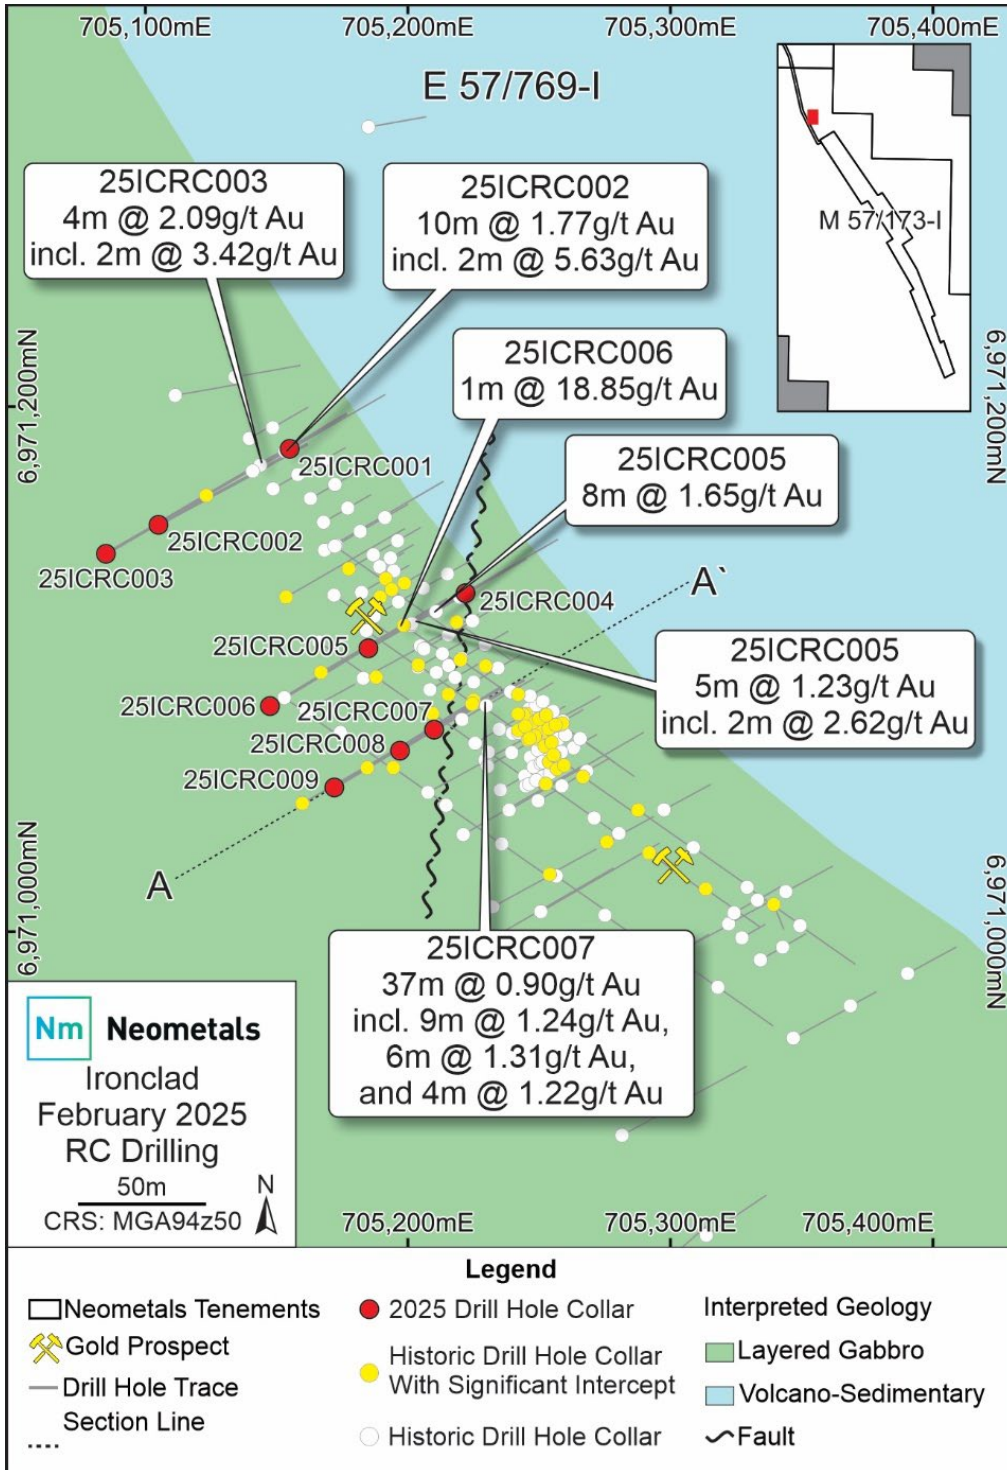 705,100mE
705,200mE
705,300mE
705,400mE
E 57/769-I
M 57/173-I
25ICRC003
4m @ 2.09g/t Au
incl. 2m @ 3.42g/t Au
25ICRC002
10m @ 1.77g/t Au
incl. 2m @ 5.63g/t Au
25ICRC006
1m @ 18.85g/t Au
6,971,200mN
6,971,200mN
25ICRC005
8m @ 1.65g/t Au
25ICRC001
25ICRC002
25ICRC003
A`
25ICRC004
25ICRC005
25ICRC005
5m @ 1.23g/t Au
incl. 2m @ 2.62g/t Au
25ICRC006
25ICRC007
25ICRC008
25ICRC009
A
6,971,000mN
6,971,000mN
25ICRC007
37m @ 0.90g/t Au
incl. 9m @ 1.24g/t Au,
6m @ 1.31g/t Au,
and 4m @ 1.22g/t Au
Nm Neometals
Ironclad
February 2025
RC Drilling
50m
N
CRS: MGA94z50
705,200mE
705,300mE
705,400mE
Legend
Neometals Tenements
Gold Prospect
Drill Hole Trace
Section Line
2025 Drill Hole Collar
Historic Drill Hole Collar
With Significant Intercept
Historic Drill Hole Collar
Interpreted Geology
Layered Gabbro
Volcano-Sedimentary
Fault